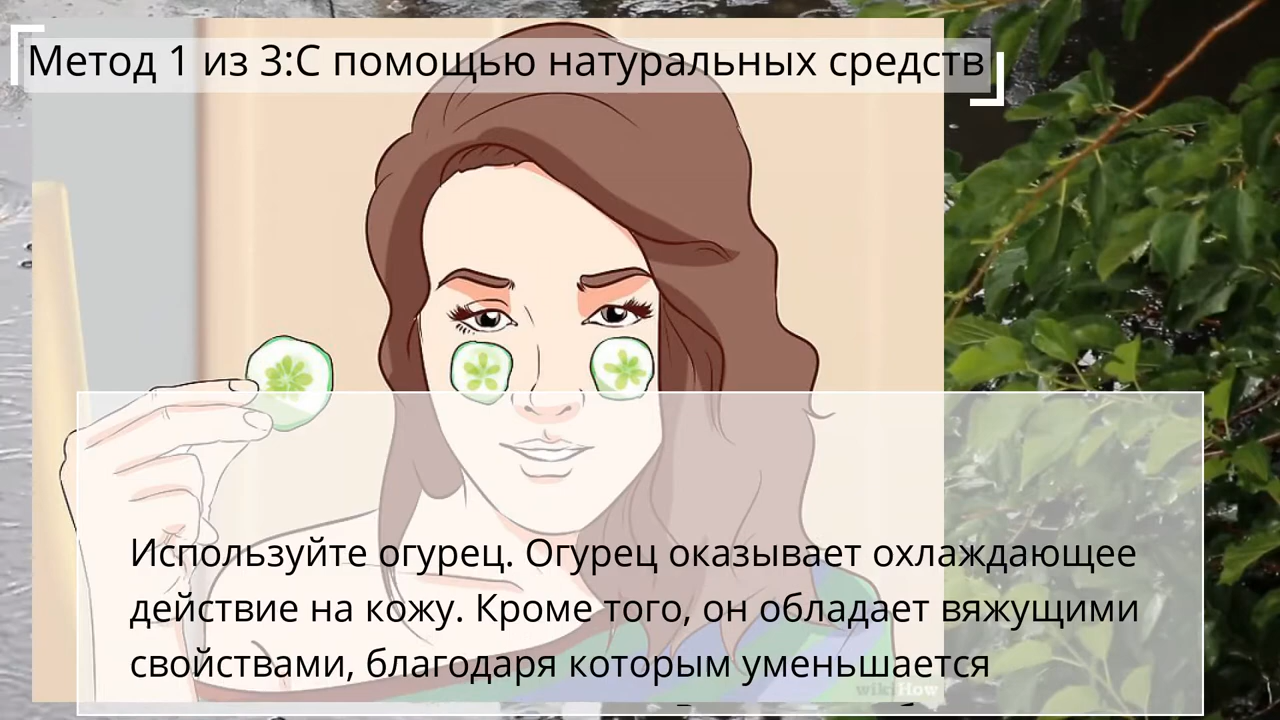 Метод 1 из 3:С помощью натуральных средств
Используйте огурец. Огурец оказывает охлаждающее
действие на кожу. Кроме того, он обладает вяжущими
свойствами, благодаря которым уменьшается
wikiHow